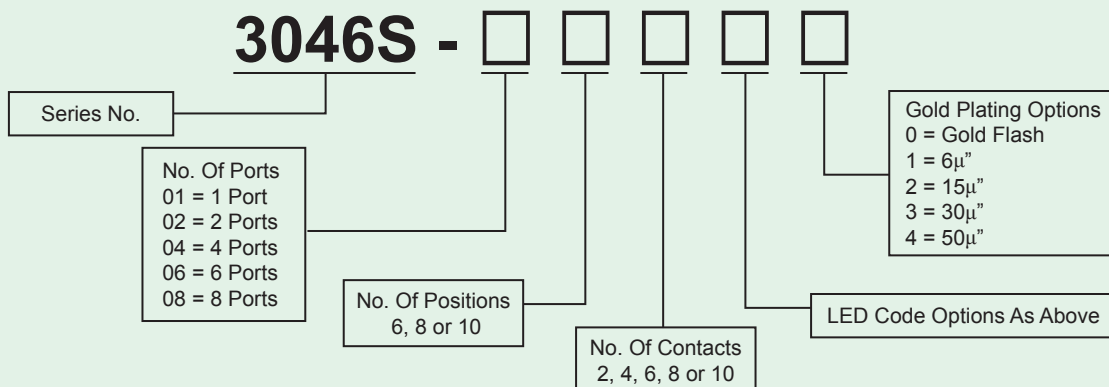 3046S - □ □ □ □ □
Series No.
No. Of Ports
01 = 1 Port
02 = 2 Ports
04 = 4 Ports
06 = 6 Ports
08 = 8 Ports
No. Of Positions
6, 8 or 10
No. Of Contacts
2, 4, 6, 8 or 10
LED Code Options As Above
Gold Plating Options
0 = Gold Flash
1 = 6µ”
2 = 15µ”
3 = 30µ”
4 = 50µ”